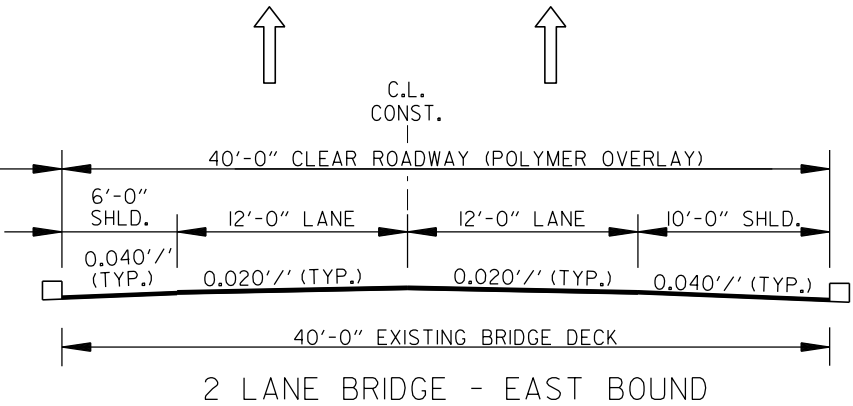 C.L.
CONST.
40'-0" CLEAR ROADWAY (POLYMER OVERLAY)
6'-0"
SHLD.
12'-0" LANE
12'-0" LANE
10'-0" SHLD.
0.040'/'
(TYP.)
0.020'/' (TYP.)
0.020'/' (TYP.)
0.040'/' (TYP.)
40'-0" EXISTING BRIDGE DECK
2 LANE BRIDGE - EAST BOUND